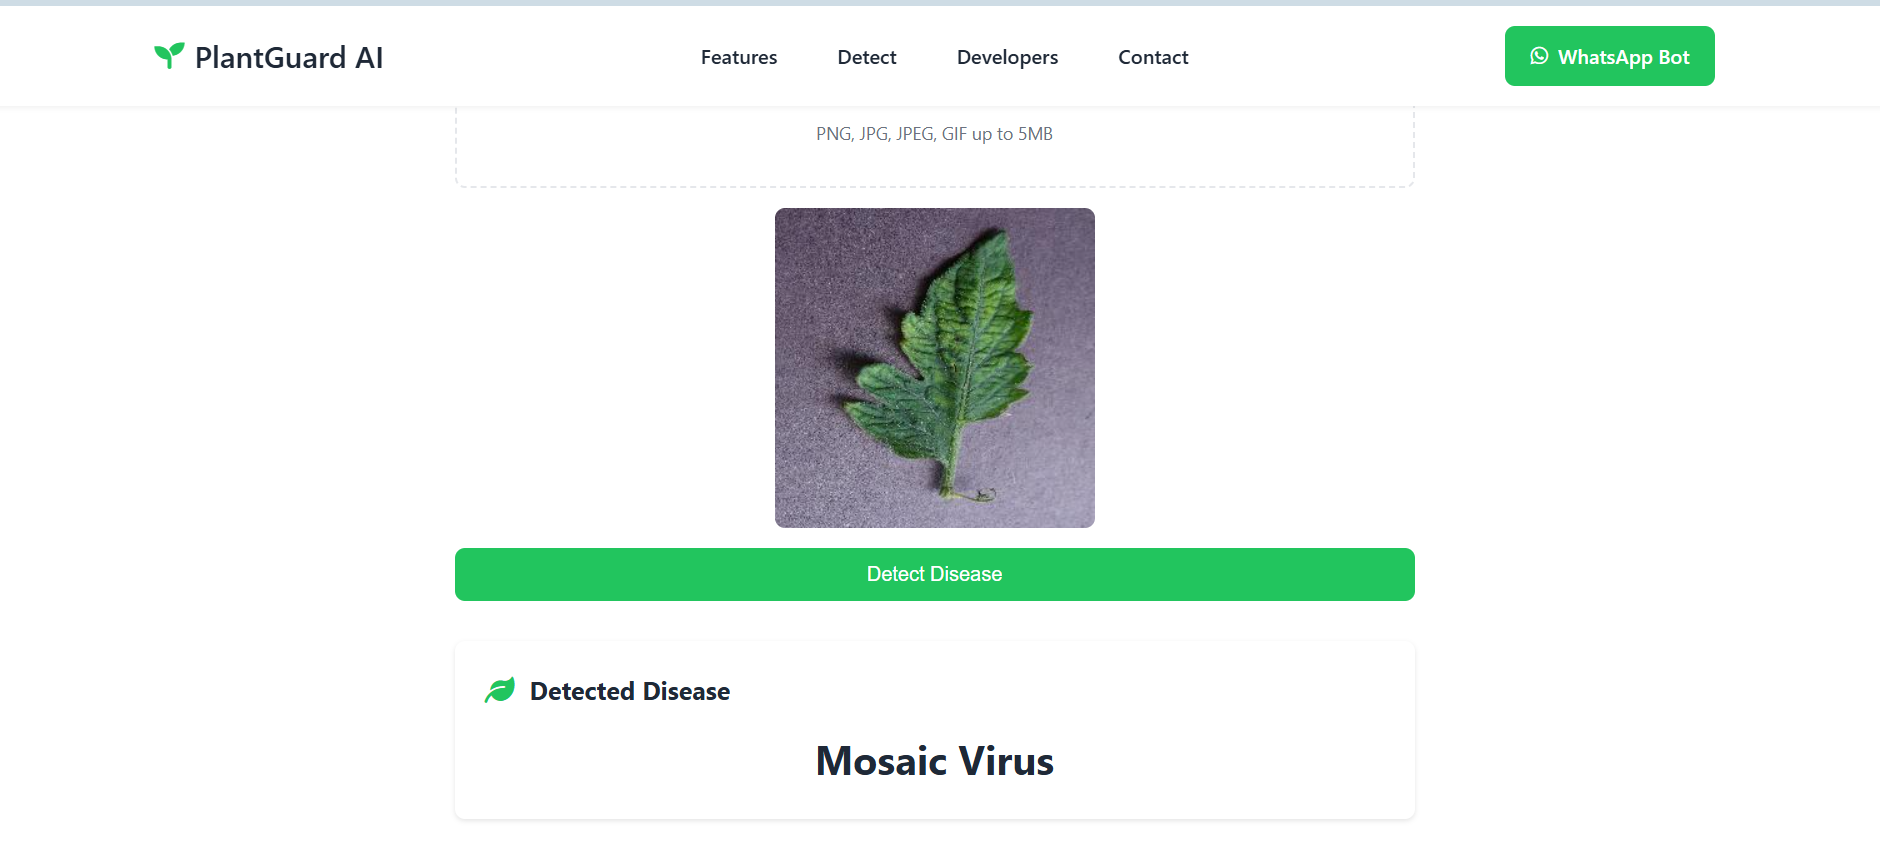 PlantGuard AI
Features
Detect
Developers
Contact
WhatsApp Bot
PNG, JPG, JPEG, GIF up to 5MB
Detect Disease
Detected Disease
Mosaic Virus